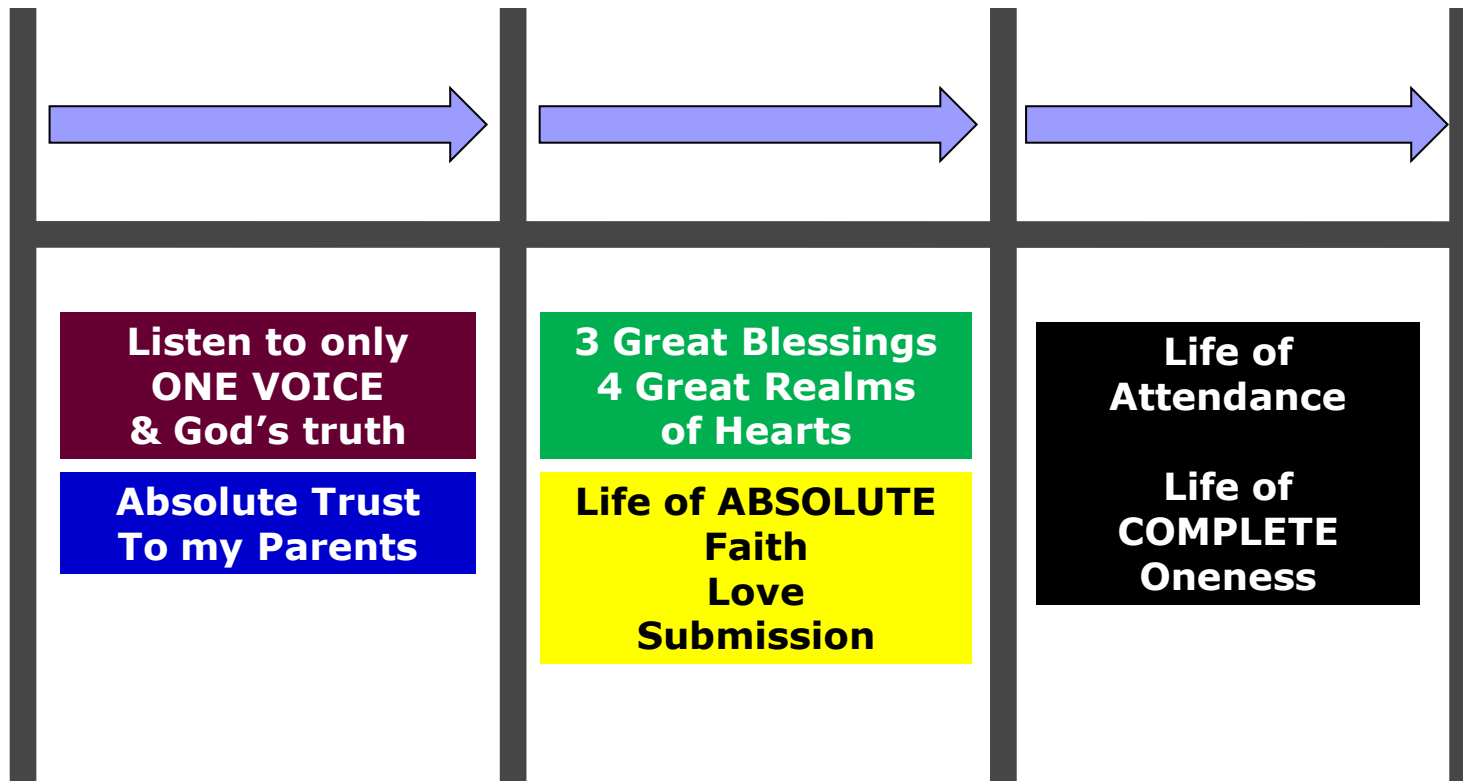 Listen to only
ONE VOICE
& God’s truth
Absolute Trust
To my Parents
3 Great Blessings
4 Great Realms
of Hearts
Life of ABSOLUTE
Faith
Love
Submission
Life of
Attendance
Life of
COMPLETE
Oneness